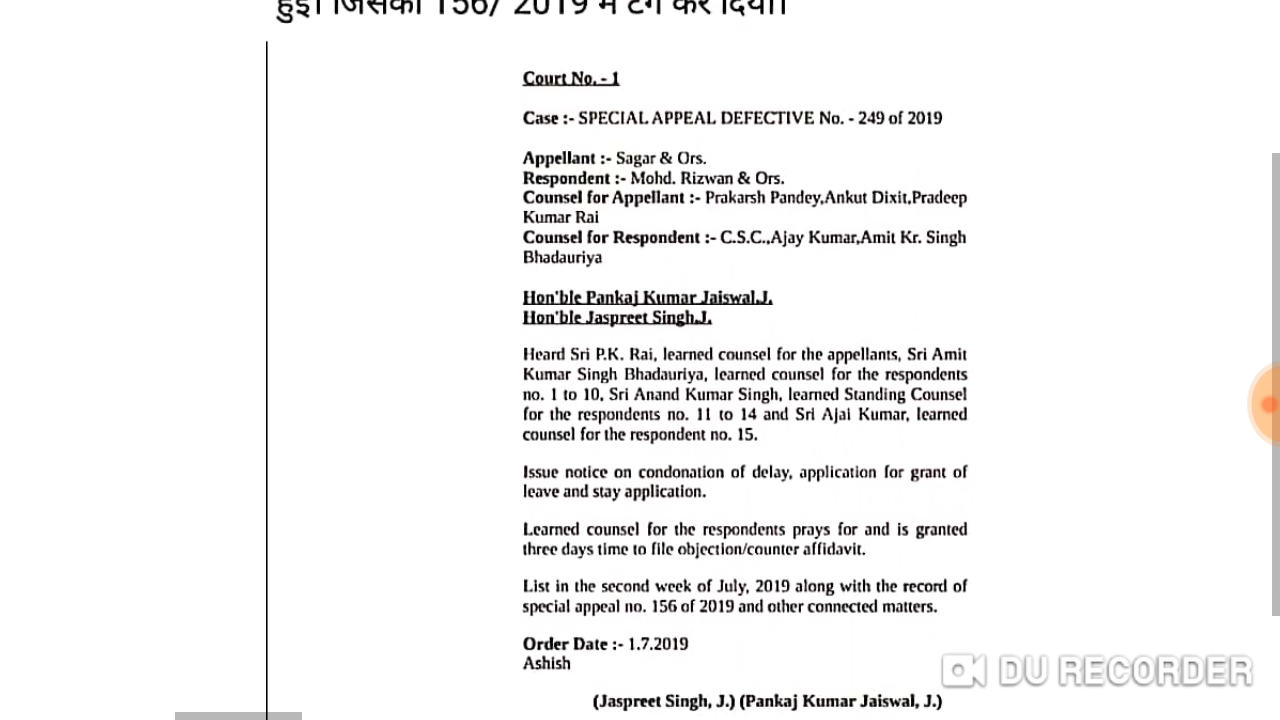 हुई। जिसको 156/ 2019 में टैग कर दिया।
Court No. - 1
Case :- SPECIAL APPEAL DEFECTIVE No. - 249 of 2019
Appellant :- Sagar & Ors.
Respondent :- Mohd. Rizwan & Ors.
Counsel for Appellant :- Prakarsh Pandey,Ankut Dixit,Pradeep
Kumar Rai
Counsel for Respondent :- C.S.C.,Ajay Kumar,Amit Kr. Singh
Bhadauriya
Hon'ble Pankaj Kumar Jaiswal,J.
Hon'ble Jaspreet Singh,J.
Heard Sri P.K. Rai, learned counsel for the appellants, Sri Amit
Kumar Singh Bhadauriya, learned counsel for the respondents
no. 1 to 10, Sri Anand Kumar Singh, learned Standing Counsel
for the respondents no. 11 to 14 and Sri Ajai Kumar, learned
counsel for the respondent no. 15.
Issue notice on condonation of delay, application for grant of
leave and stay application.
Learned counsel for the respondents prays for and is granted
three days time to file objection/counter affidavit.
List in the second week of July, 2019 along with the record of
special appeal no. 156 of 2019 and other connected matters.
Order Date :- 1.7.2019
Ashish
(Jaspreet Singh, J.) (Pankaj Kumar Jaiswal, J.)
DU RECORDER